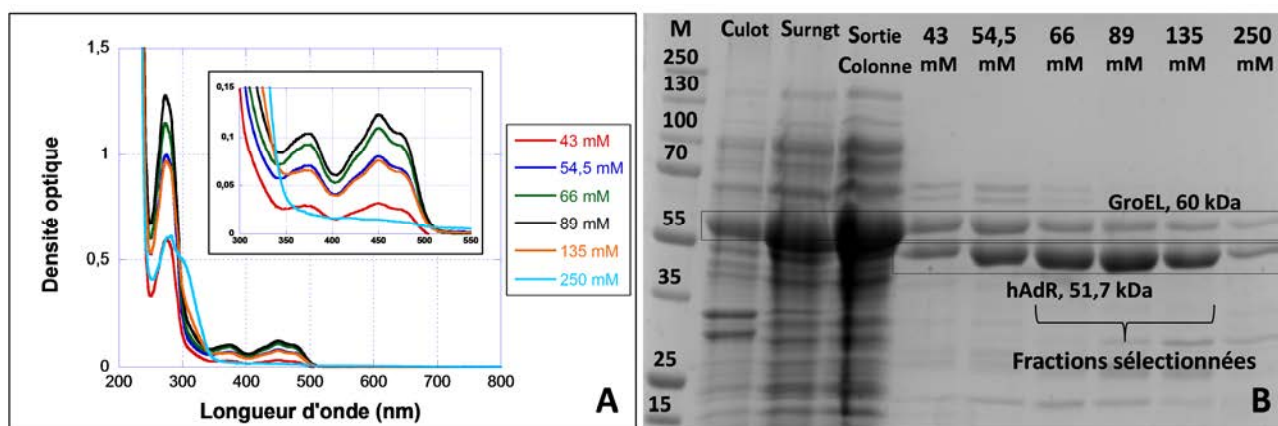 1,5
1
0,5
0
200 300 400 500 600 700 800
Densité optique
Longueur d'onde (nm)
0,15
0,1
0,05
0
300 350 400 450 500 550
43 mM
54,5 mM
66 mM
89 mM
135 mM
250 mM
A
M Culot Surngt Sortie Colonne 43 mM 54,5 mM 66 mM 89 mM 135 mM 250 mM
250
130
100
70
55
35
25
15
GroEL, 60 kDa
hAdR, 51,7 kDa
Fractions sélectionnées
B